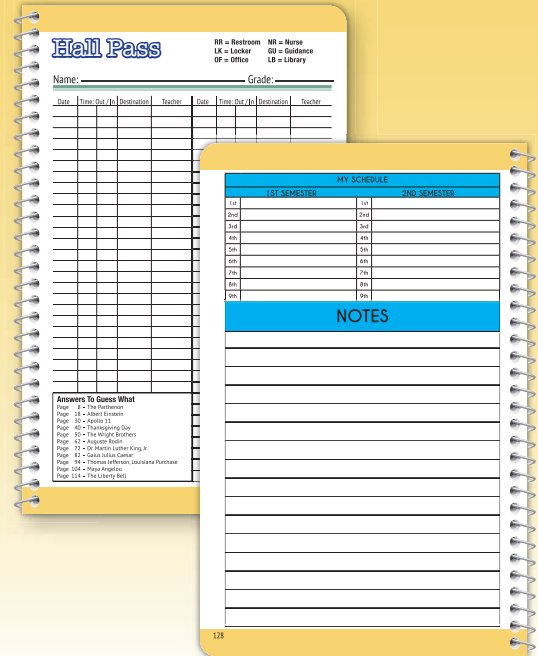 Hall Pass
RR = Restroom NR = Nurse
LK = Locker GU = Guidance
OF = Office LB = Library
Name: Grade:
Date Time: Out / In Destination Teacher Date Time: Out / In Destination Teacher
Answers To Guess What
Page 8 - The Parthenon
Page 18 - Albert Einstein
Page 30 - Apollo 11
Page 40 - Thanksgiving Day
Page 50 - The Wright Brothers
Page 62 - Auguste Rodin
Page 72 - Dr. Martin Luther King, Jr.
Page 82 - Gaius Julius Caesar
Page 94 - Thomas Jefferson, Louisiana Purchase
Page 104 - Maya Angelou
Page 114 - The Liberty Bell
MY SCHEDULE
1ST SEMESTER 2ND SEMESTER
1st 1st
2nd 2nd
3rd 3rd
4th 4th
5th 5th
6th 6th
7th 7th
8th 8th
9th 9th
NOTES
128